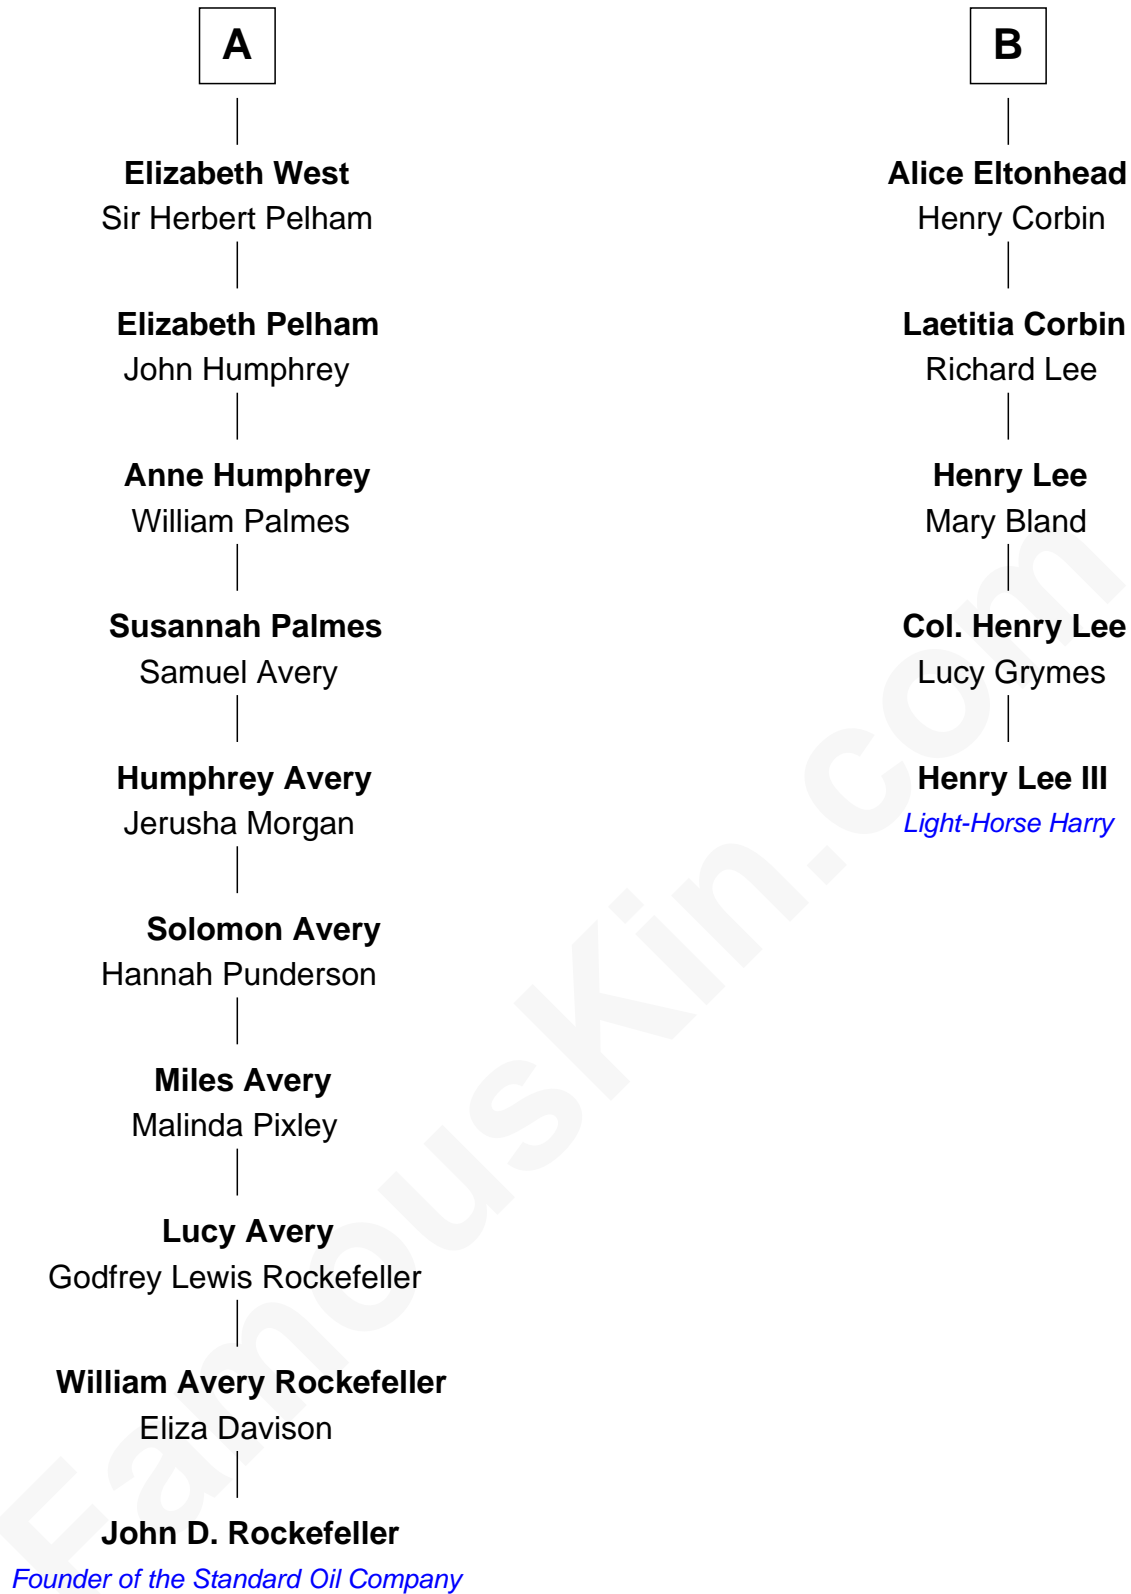 A
Elizabeth West
Sir Herbert Pelham
Elizabeth Pelham
John Humphrey
Anne Humphrey
William Palmes
Susannah Palmes
Samuel Avery
Humphrey Avery
Jerusha Morgan
Solomon Avery
Hannah Punderson
Miles Avery
Malinda Pixley
Lucy Avery
Godfrey Lewis Rockefeller
William Avery Rockefeller
Eliza Davison
John D. Rockefeller
Founder of the Standard Oil Company
B
Alice Eltonhead
Henry Corbin
Laetitia Corbin
Richard Lee
Henry Lee
Mary Bland
Col. Henry Lee
Lucy Grymes
Henry Lee III
Light-Horse Harry
FamousKin.com